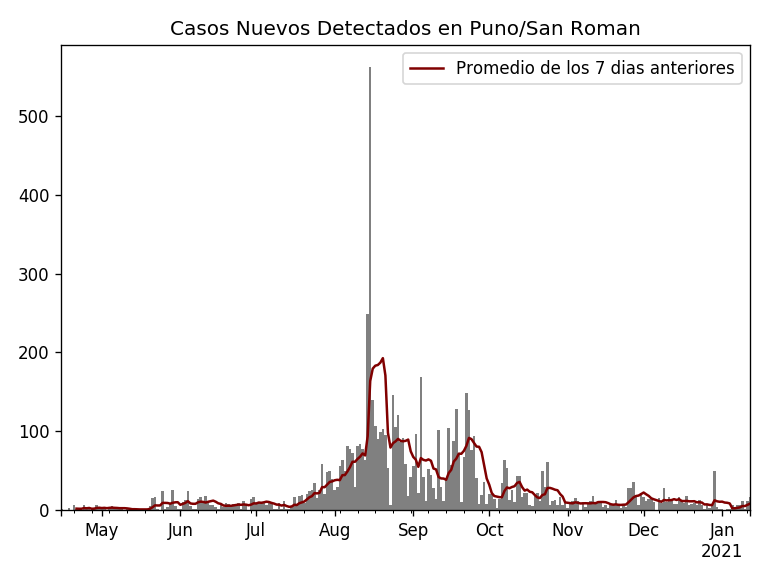 Casos Nuevos Detectados en Puno/San Roman
Promedio de los 7 dias anteriores
500
400
300
200
100
0
May Jun Jul Aug Sep Oct Nov Dec Jan
2021